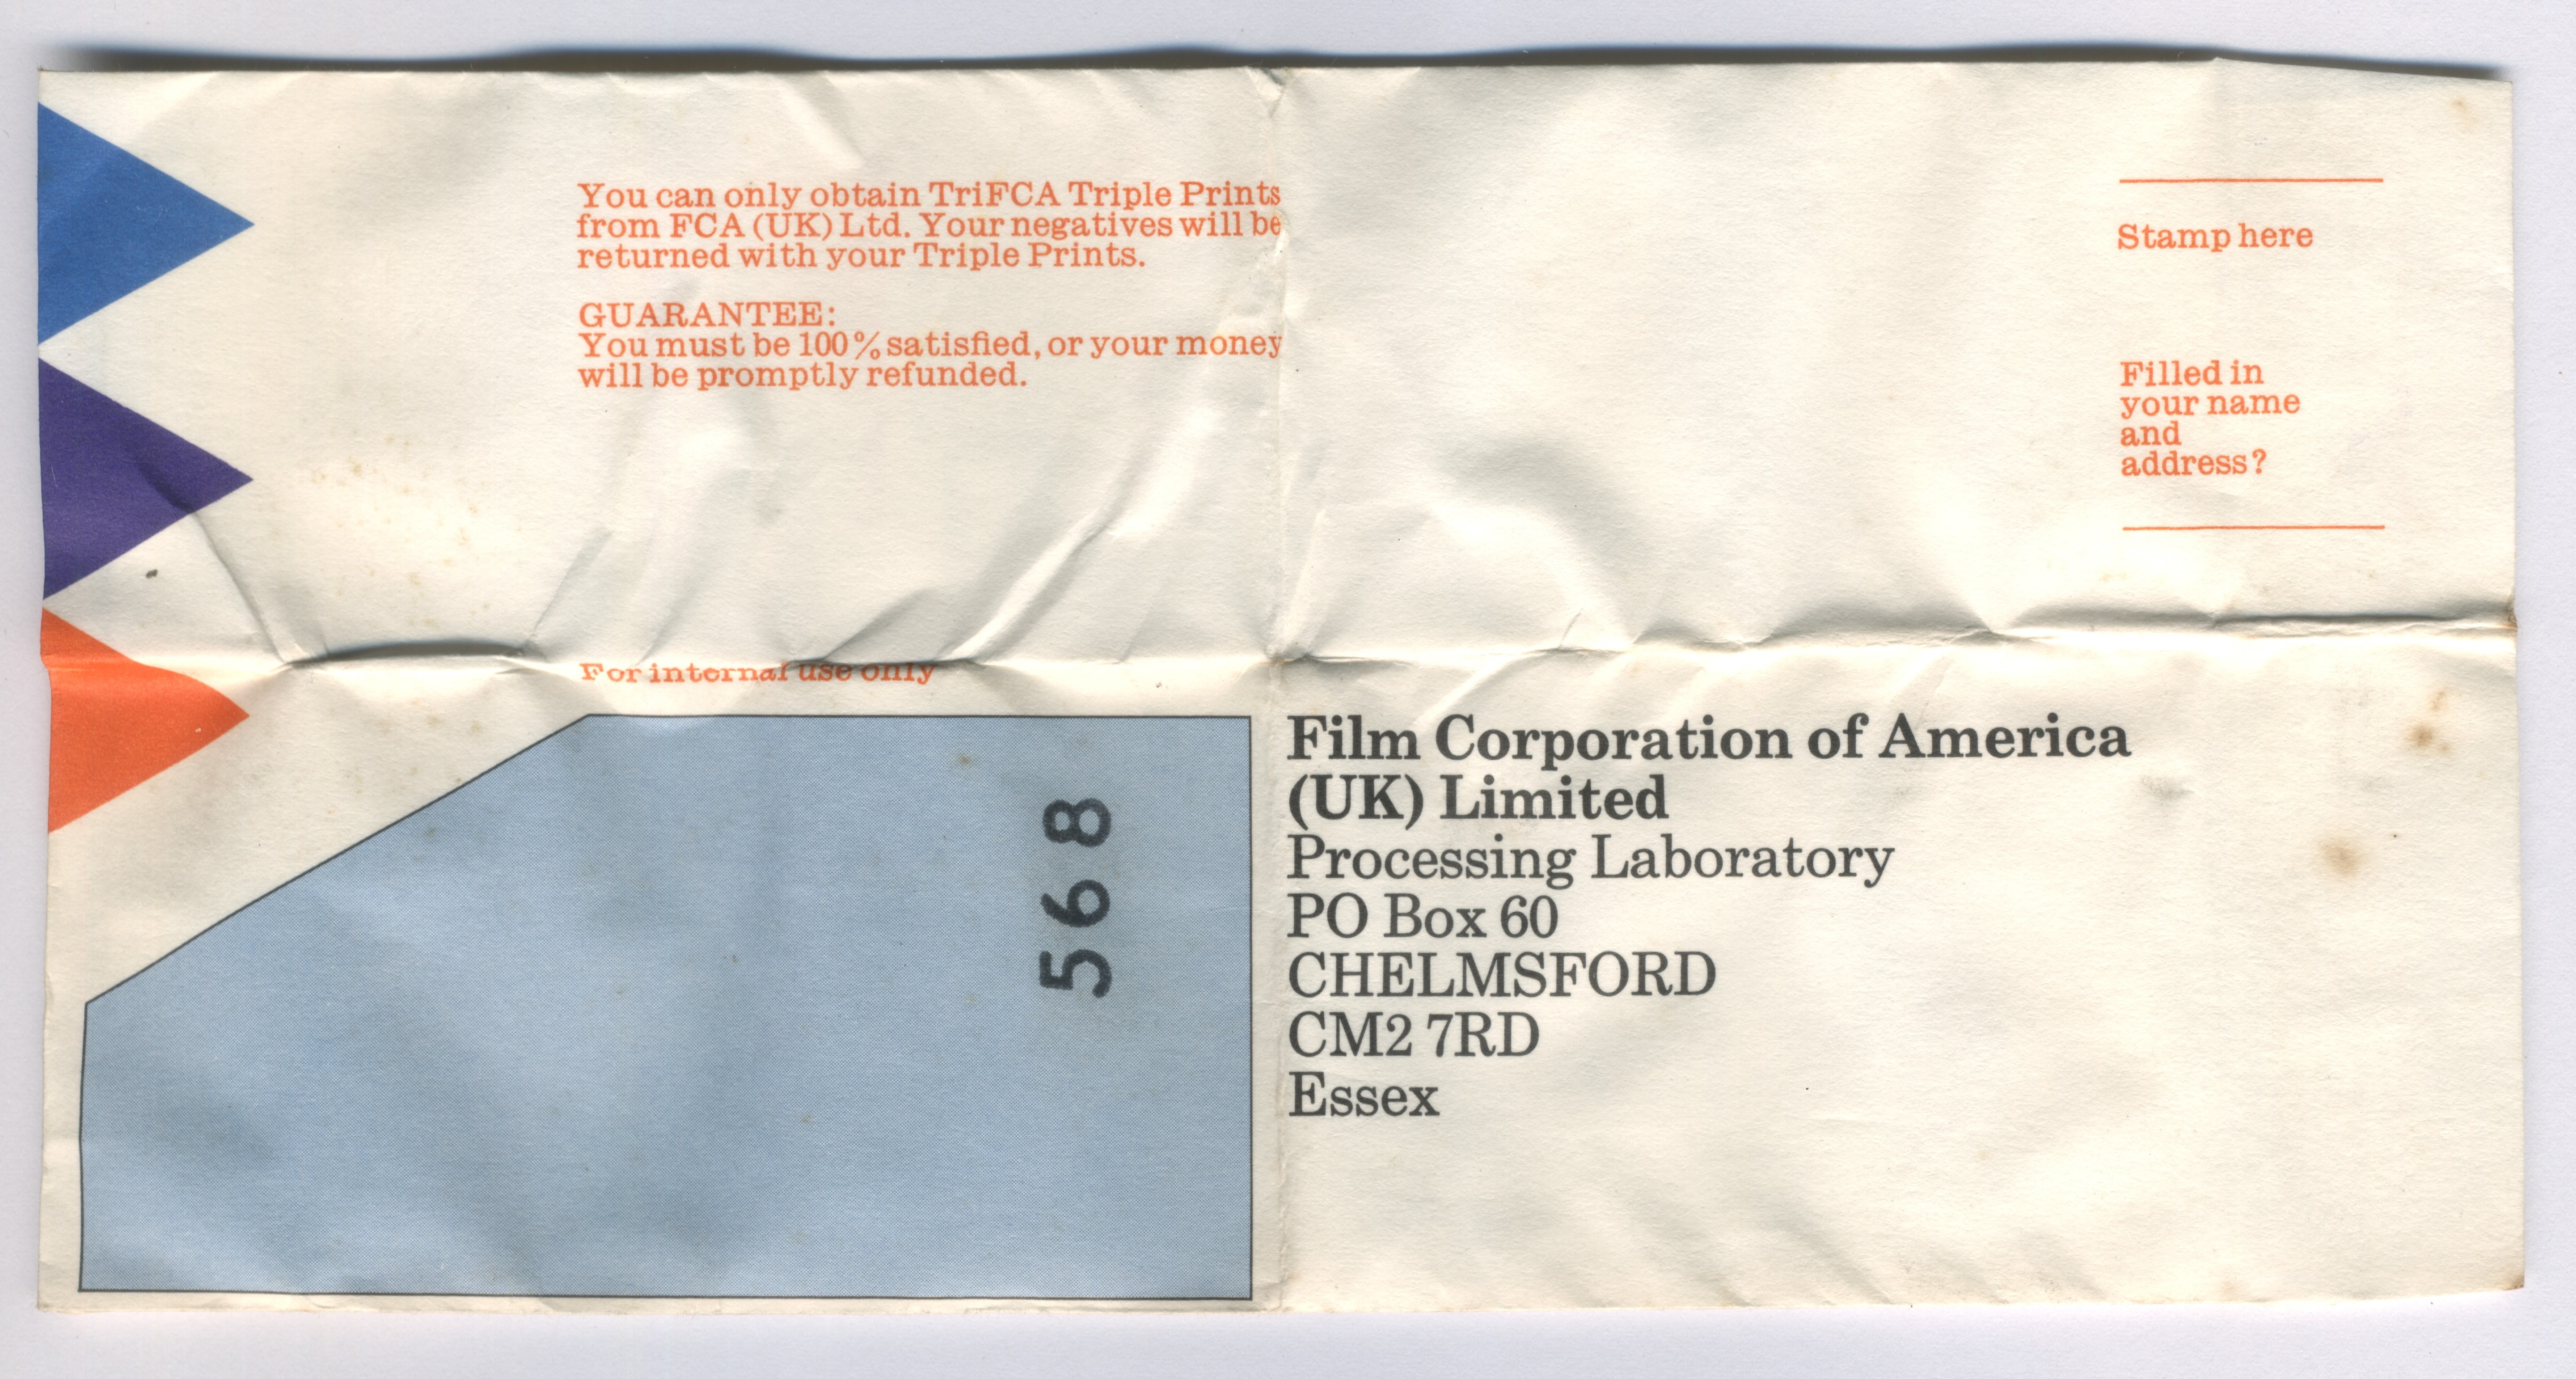 You can only obtain TriFCA Triple Prints
from FCA (UK) Ltd. Your negatives will be
returned with your Triple Prints.
GUARANTEE:
You must be 100% satisfied, or your money
will be promptly refunded.
Stamp here
Filled in
your name
and
address?
For internal use only
568
Film Corporation of America
(UK) Limited
Processing Laboratory
PO Box 60
CHELMSFORD
CM2 7RD
Essex